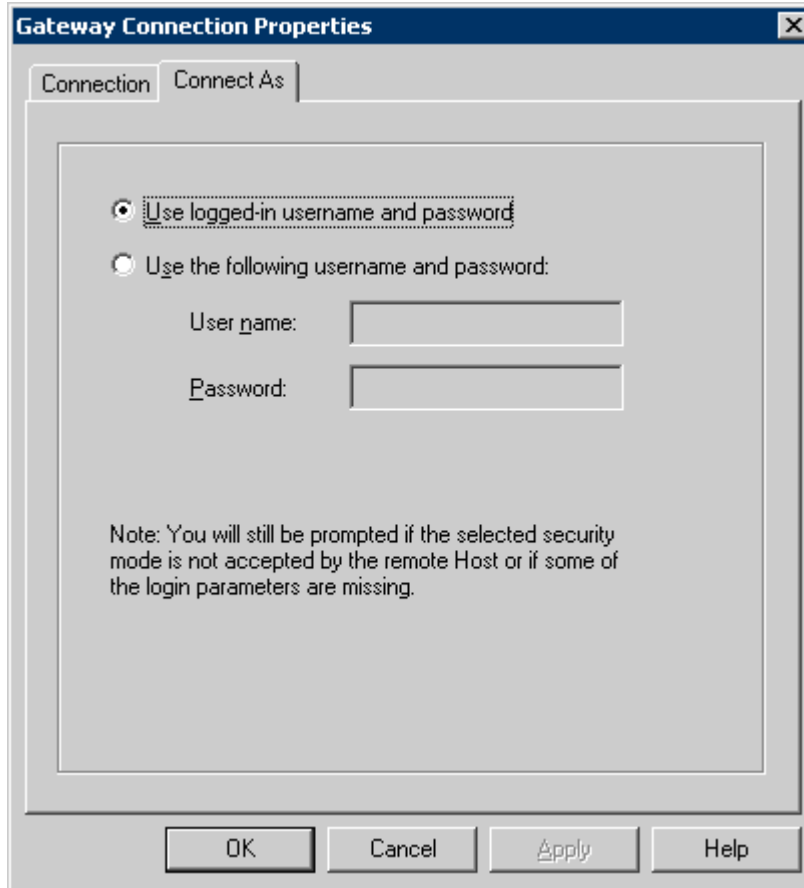 Gateway Connection Properties
Connection
Connect As
Use logged-in username and password
Use the following username and password:
User name:
Password:
Note: You will still be prompted if the selected security
mode is not accepted by the remote Host or if some of
the login parameters are missing.
OK
Cancel
Apply
Help